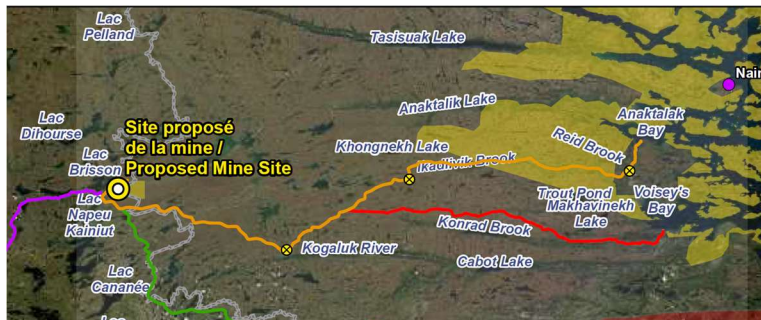 Lac
Pelland
Tasisuak Lake
Nain
Anaktalik Lake
Lac
Dihourse
Site proposé
de la mine /
Proposed Mine Site
Anaktalak
Bay
Khongnekh Lake
Reid Brook
Ikadlivik Brook
Lac
Brisson
Lac
Napeu
Kainiut
Trout Pond
Makhavinekh
Lake
Voisey's
Bay
Konrad Brook
Kogaluk River
Cabot Lake
Lac
Cananée